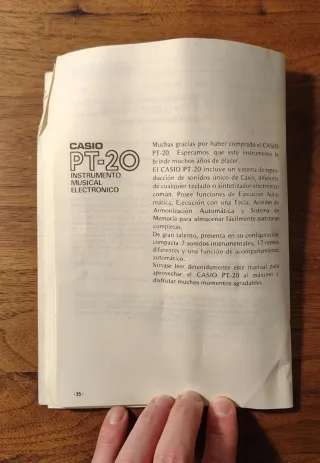 CASIO
PT-20
INSTRUMENTO
MUSICAL
ELECTRONICO
Muchas gracias por haber comprado el CASIO
PT-20. Esperamos que este instrumento le
brinde muchos años de placer.
El CASIO PT-20 incluye un sistema de repro-
ducción de sonidos único de Casio, diferente
de cualquier teclado o sintetizador electrónico
común. Posee funciones de Ejecución Auto-
mática, Ejecución con una Tecla, Acordes de
Armonización Automática y Sistema de
Memoria para almacenar fácilmente partituras
completas.
De gran talento, presenta en su configuración
compacta 7 sonidos instrumentales, 17 ritmos
diferentes y una función de acompañamiento
automático.
Sírvase leer detenidamente este manual para
aprovechar el CASIO PT-20 al máximo y
disfrutar muchos momentos agradables.
-35-